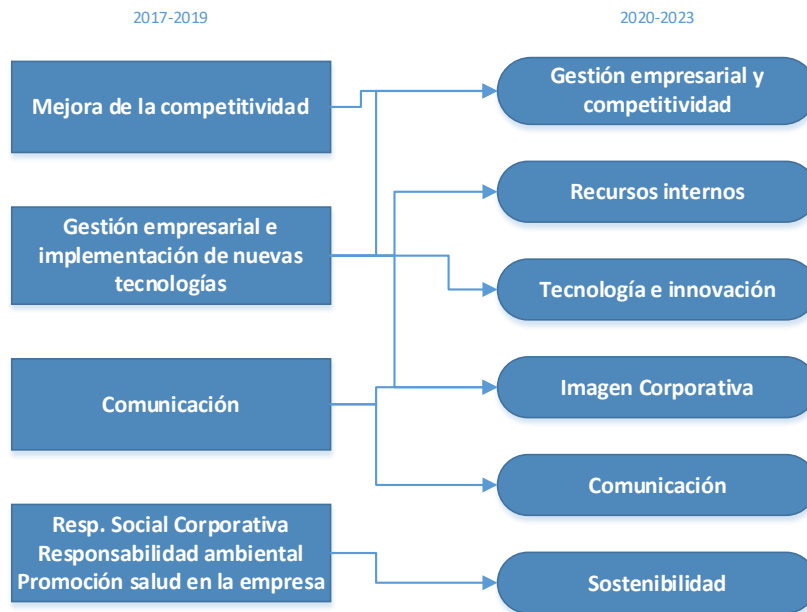 2017-2019
2020-2023
Mejora de la competitividad
Gestión empresarial e
implementación de nuevas
tecnologías
Comunicación
Resp. Social Corporativa
Responsabilidad ambiental
Promoción salud en la empresa
Gestión empresarial y
competitividad
Recursos internos
Tecnología e innovación
Imagen Corporativa
Comunicación
Sostenibilidad